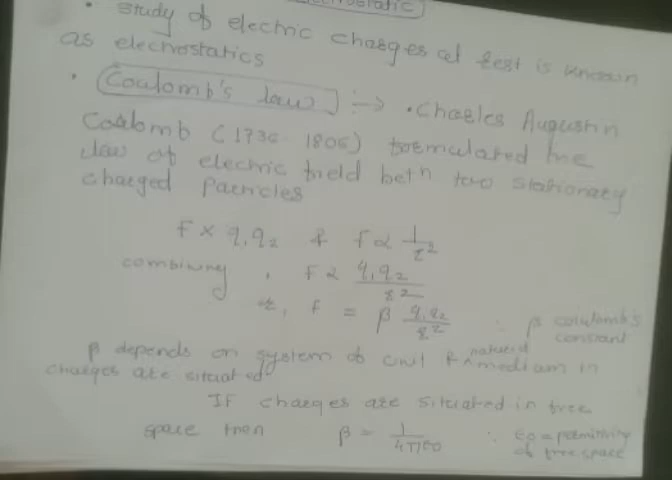 • Study of electric charges at rest is known
as electrostatics
• Coulomb's law :→ • Charles Augustin
Coulomb (1736 1806) formulated the
law of electric field betn two stationary
charged Particles
F × q1q2 & F ∝ 1/r2
combining, F ∝ q1q2/r2
or, F = β q1q2/r2 ∵ β coulomb's constant
β depends on system of unit & nature of medium in
charges are situated
If charges are situated in free
space then β = 1/4πε0 ∵ ε0 = permitivity
of free space